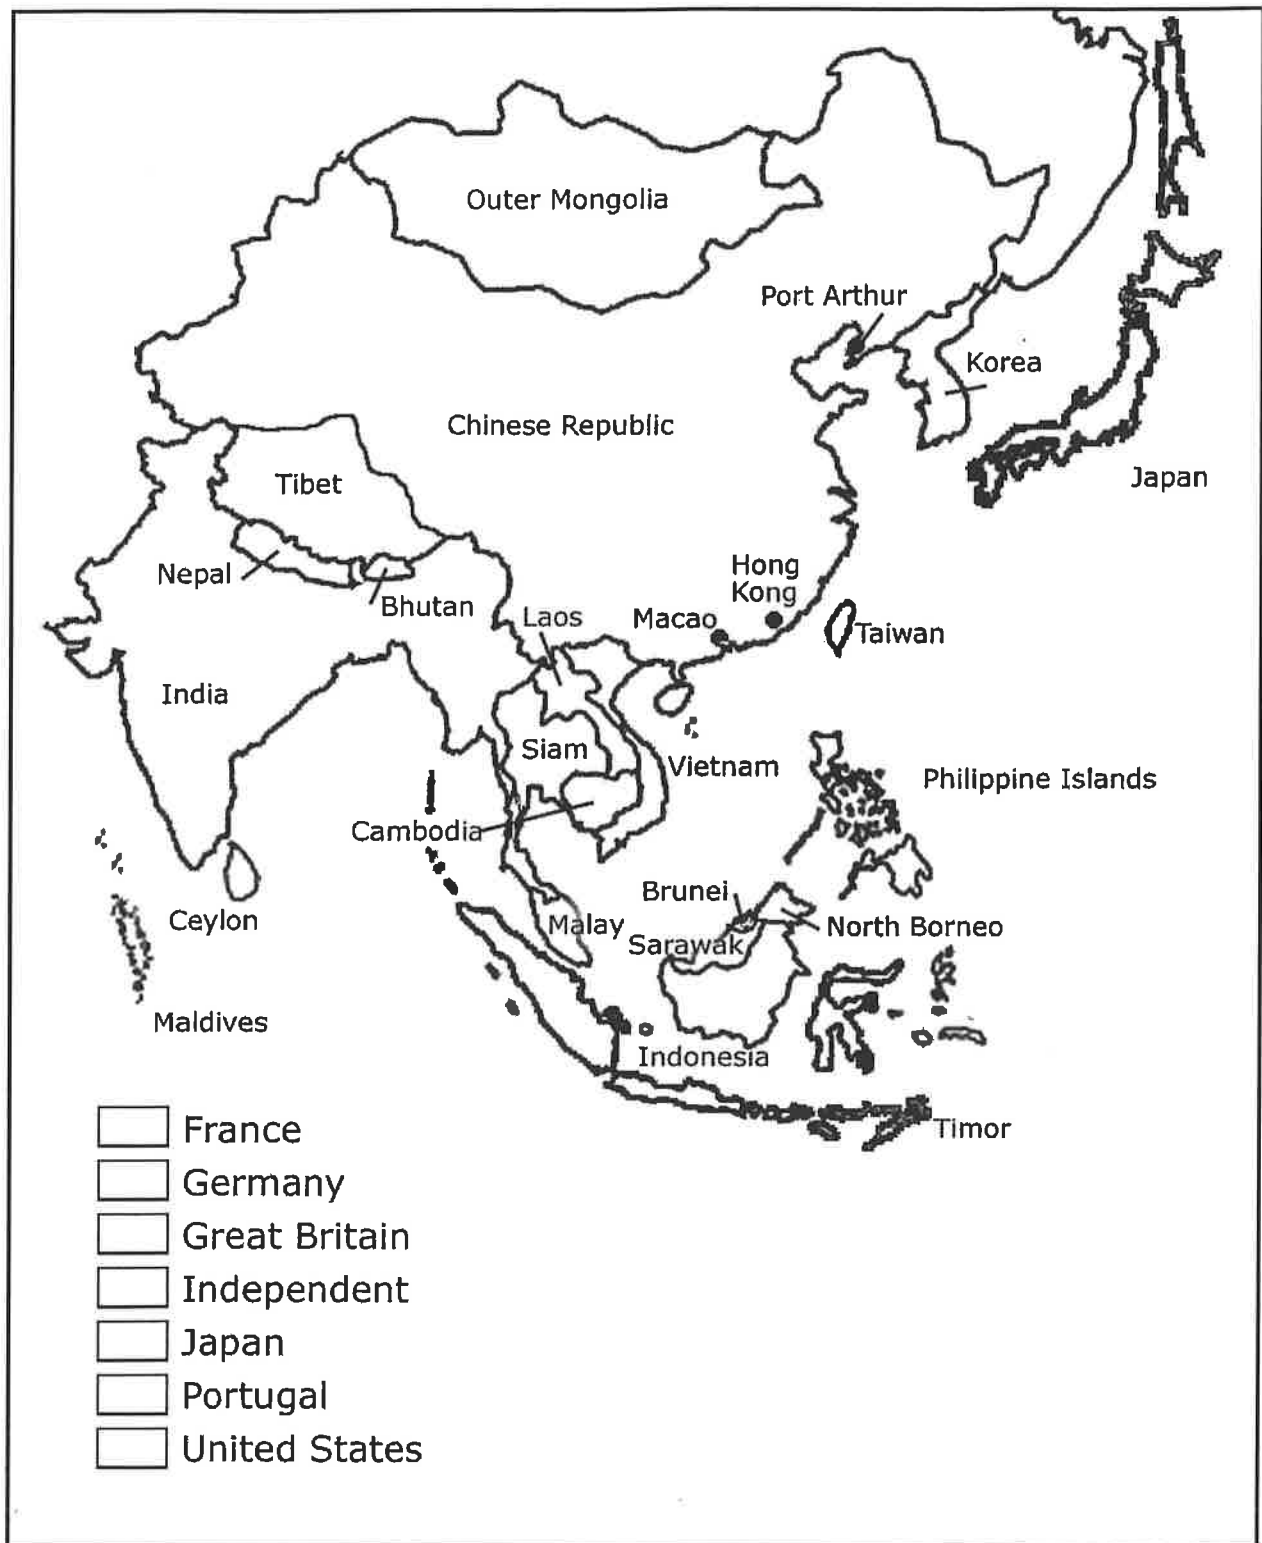 Outer Mongolia
Port Arthur
Korea
Chinese Republic
Japan
Tibet
Nepal
Bhutan
Hong
Kong
Laos
Macao
Taiwan
India
Siam
Vietnam
Philippine Islands
Cambodia
Brunei
Ceylon
Malay
North Borneo
Sarawak
Maldives
Indonesia
Timor
France
Germany
Great Britain
Independent
Japan
Portugal
United States